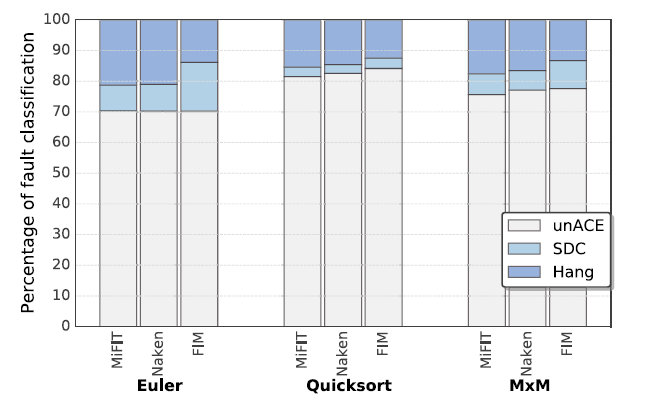 Percentage of fault classification
100
90
80
70
60
50
40
30
20
10
0
unACE
SDC
Hang
MiFIT Naken FIM MiFIT Naken FIM MiFIT Naken FIM
Euler Quicksort MxM